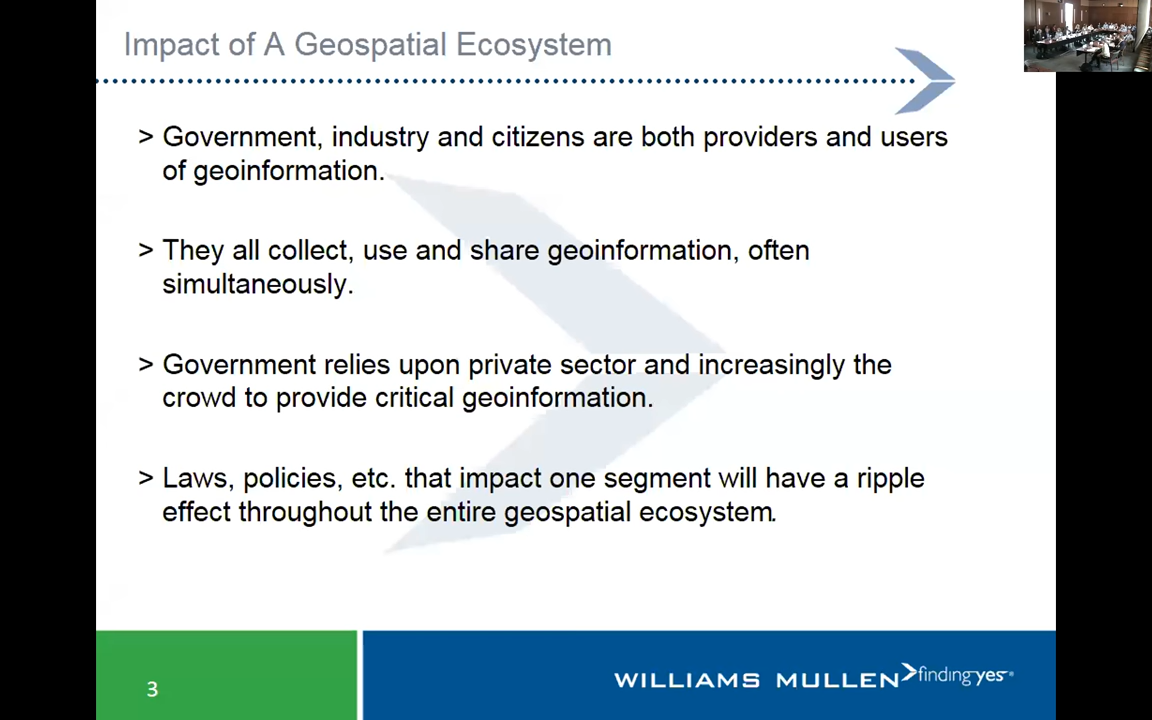 Impact of A Geospatial Ecosystem
> Government, industry and citizens are both providers and users
of geoinformation.
> They all collect, use and share geoinformation, often
simultaneously.
> Government relies upon private sector and increasingly the
crowd to provide critical geoinformation.
> Laws, policies, etc. that impact one segment will have a ripple
effect throughout the entire geospatial ecosystem.
3
WILLIAMS MULLEN finding yes®